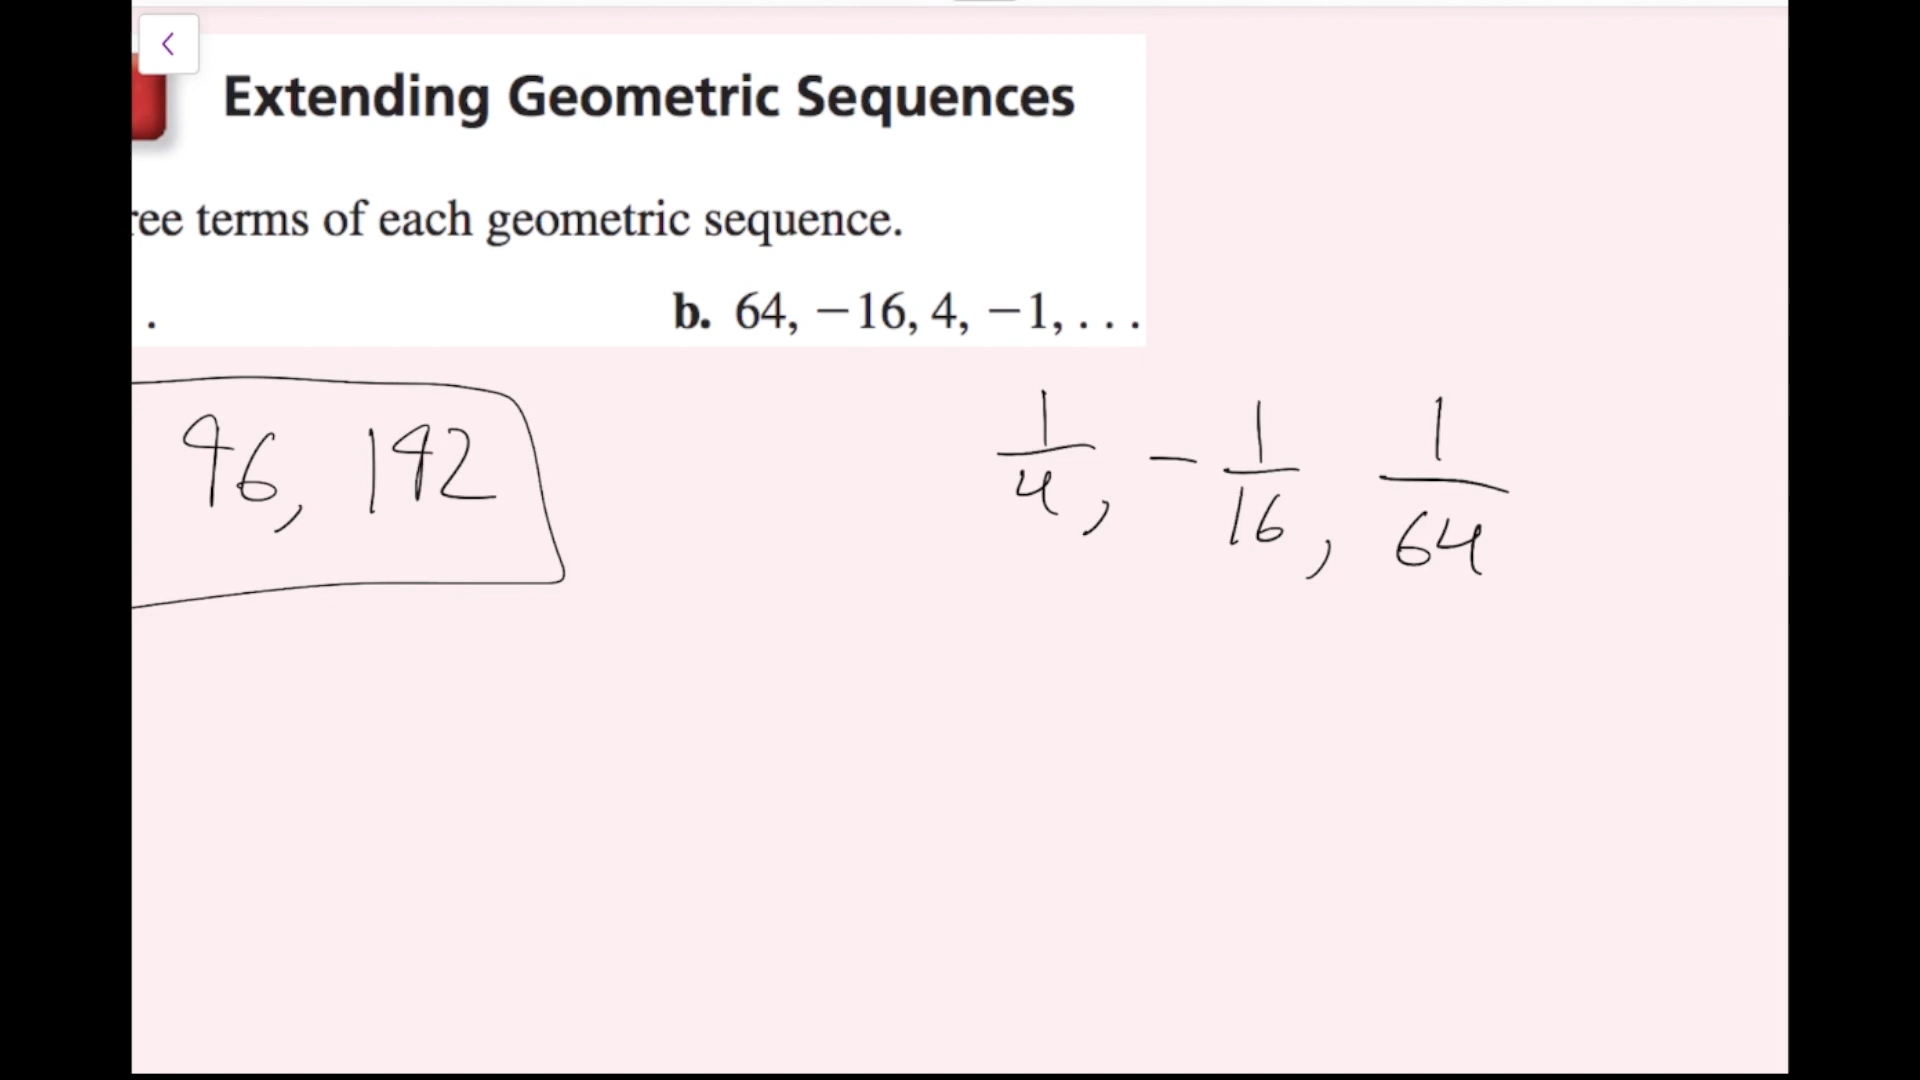 Extending Geometric Sequences
ree terms of each geometric sequence.
. b. 64, −16, 4, −1, . . .
96, 192
1/4, - 1/16, 1/64